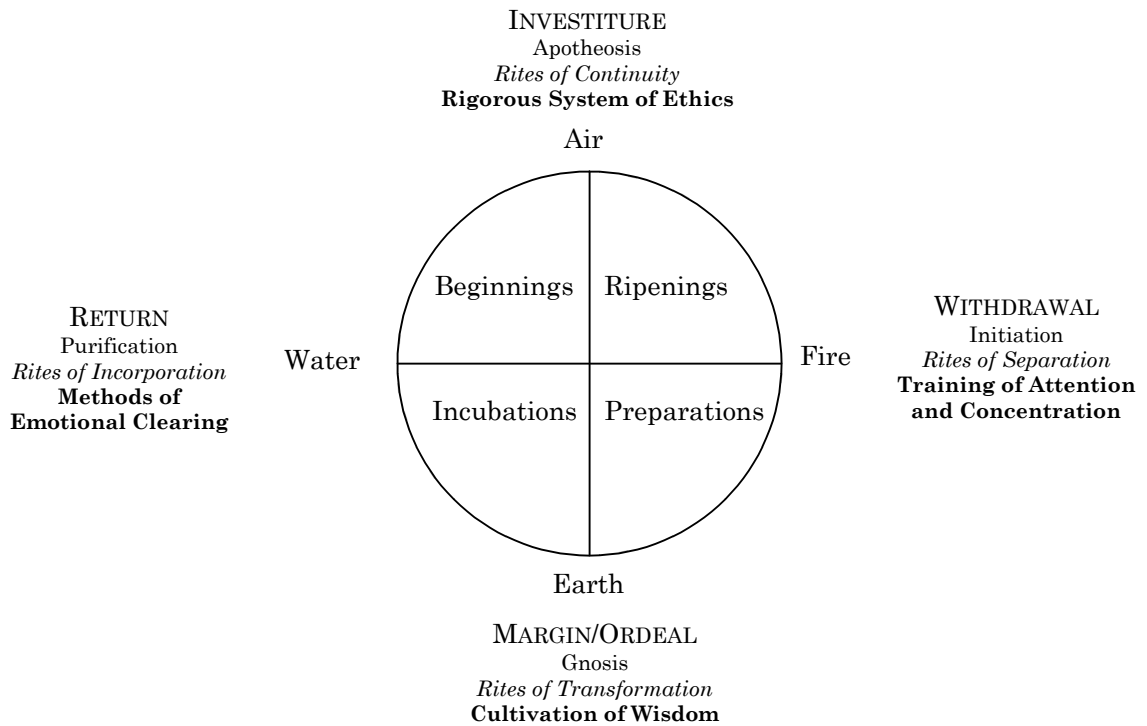 INVESTITURE
Apotheosis
Rites of Continuity
Rigorous System of Ethics
Air
Beginnings
Ripenings
RETURN
Purification
Rites of Incorporation
Methods of
Emotional Clearing
Water
Fire
WITHDRAWAL
Initiation
Rites of Separation
Training of Attention
and Concentration
Incubations
Preparations
Earth
MARGIN/ORDEAL
Gnosis
Rites of Transformation
Cultivation of Wisdom